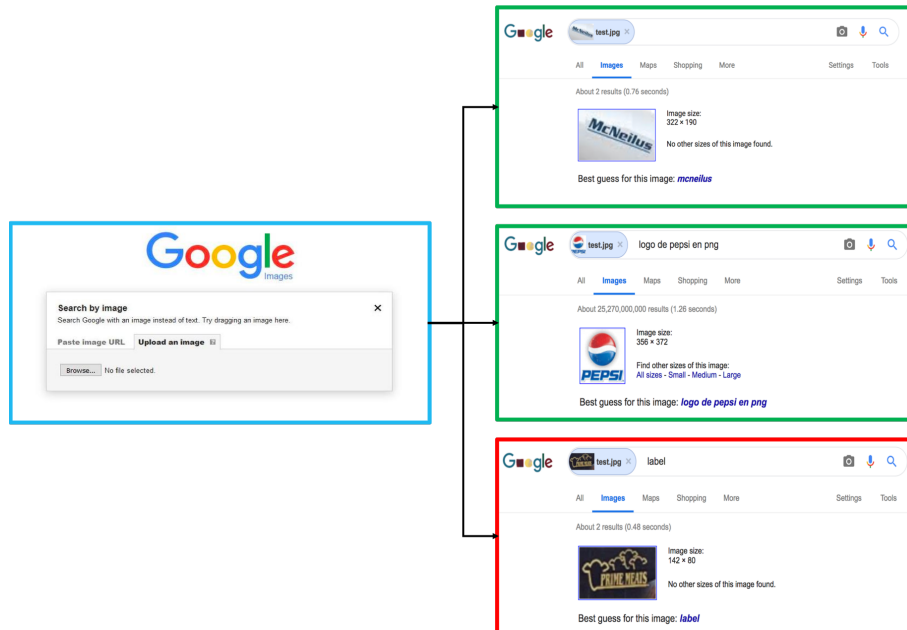 Google
Images
Search by image
Search Google with an image instead of text. Try dragging an image here.
Paste image URL Upload an image
Browse... No file selected.
Google
McNeilus test.jpg ×
All Images Maps Shopping More Settings Tools
About 2 results (0.76 seconds)
McNeilus
Image size:
322 × 190
No other sizes of this image found.
Best guess for this image: mcneilus
Google
PEPSI test.jpg × logo de pepsi en png
All Images Maps Shopping More Settings Tools
About 25,270,000,000 results (1.26 seconds)
PEPSI
Image size:
356 × 372
Find other sizes of this image:
All sizes - Small - Medium - Large
Best guess for this image: logo de pepsi en png
Google
test.jpg × label
All Images Maps Shopping More Settings Tools
About 2 results (0.48 seconds)
PRIME MEATS
Image size:
142 × 80
No other sizes of this image found.
Best guess for this image: label